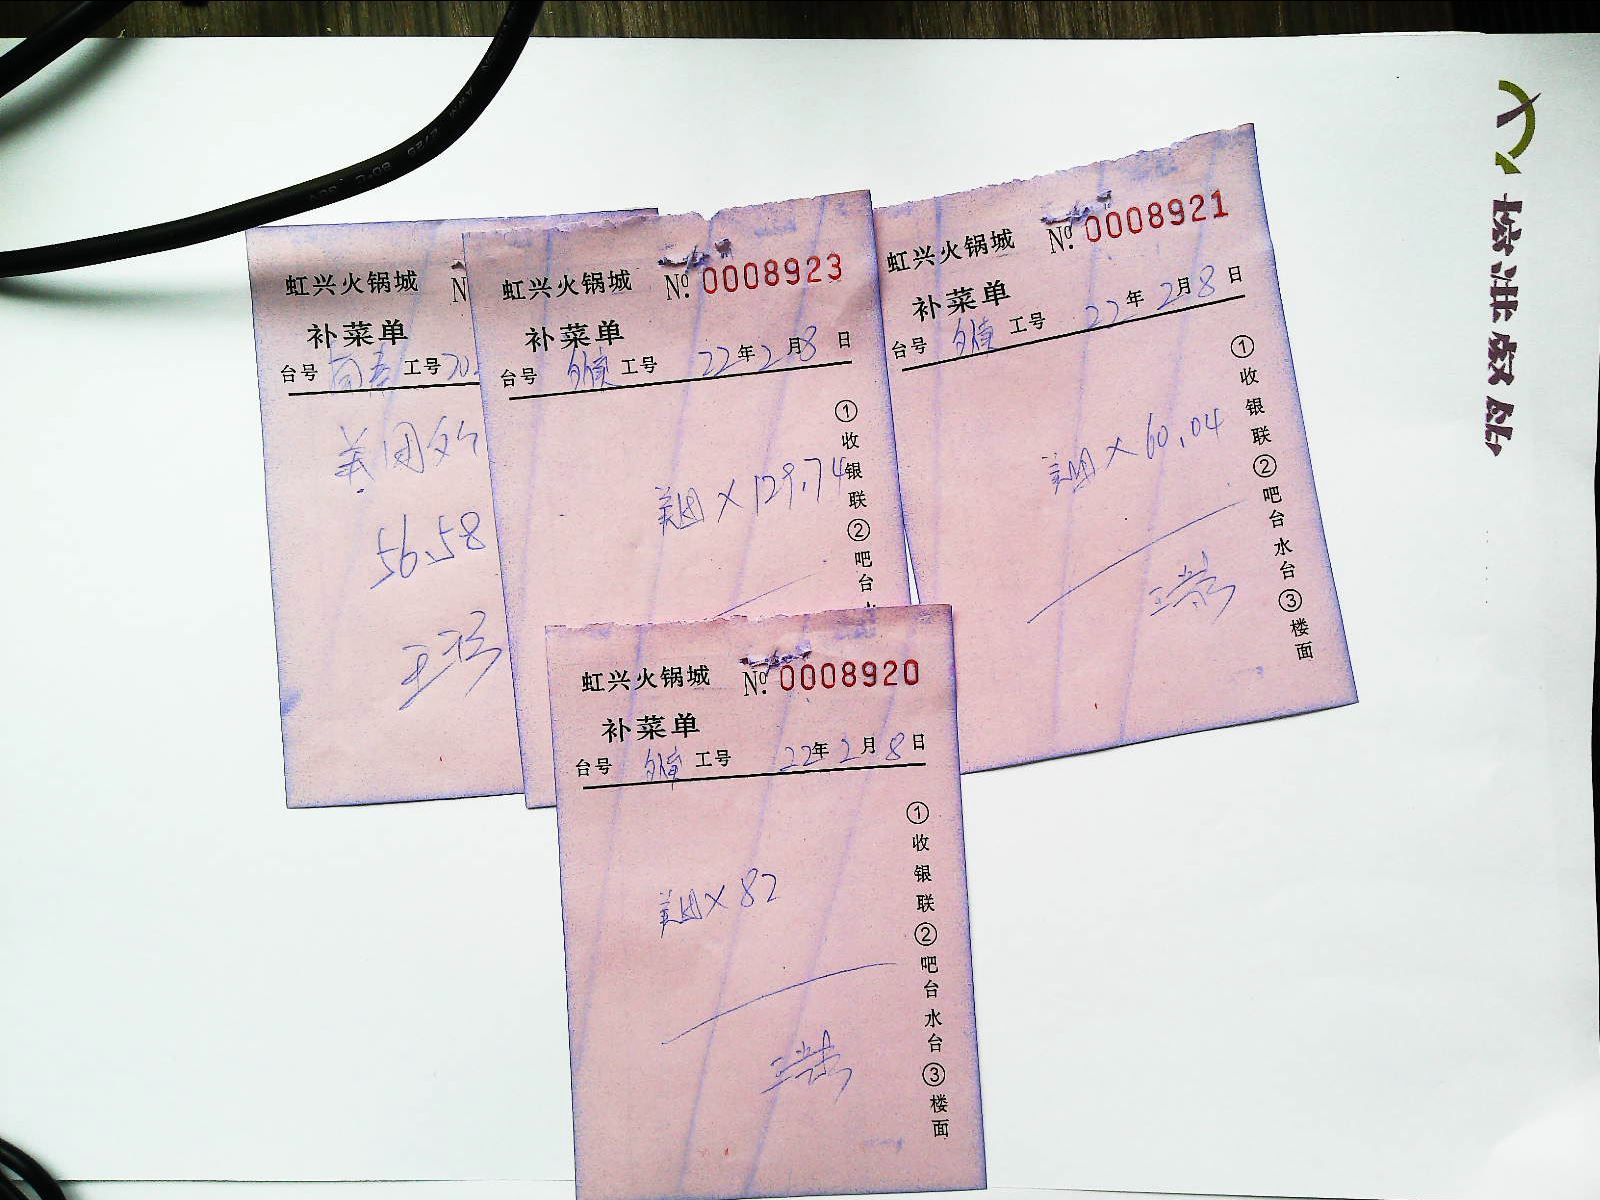 虹兴火锅城 N
补菜单
台号 工号
美团
56.58
虹兴火锅城 Nº. 0008923
补菜单
台号 外债 工号 22年2月8日
美团 X 129.74
①收银联②吧台
虹兴火锅城 Nº. 0008921
补菜单
台号 外债 工号 22年2月8日
美团 X 60.04
①收银联②吧台水台③楼面
虹兴火锅城 Nº. 0008920
补菜单
台号 外债 工号 22年2月8日
美团 X 82
①收银联②吧台水台③楼面